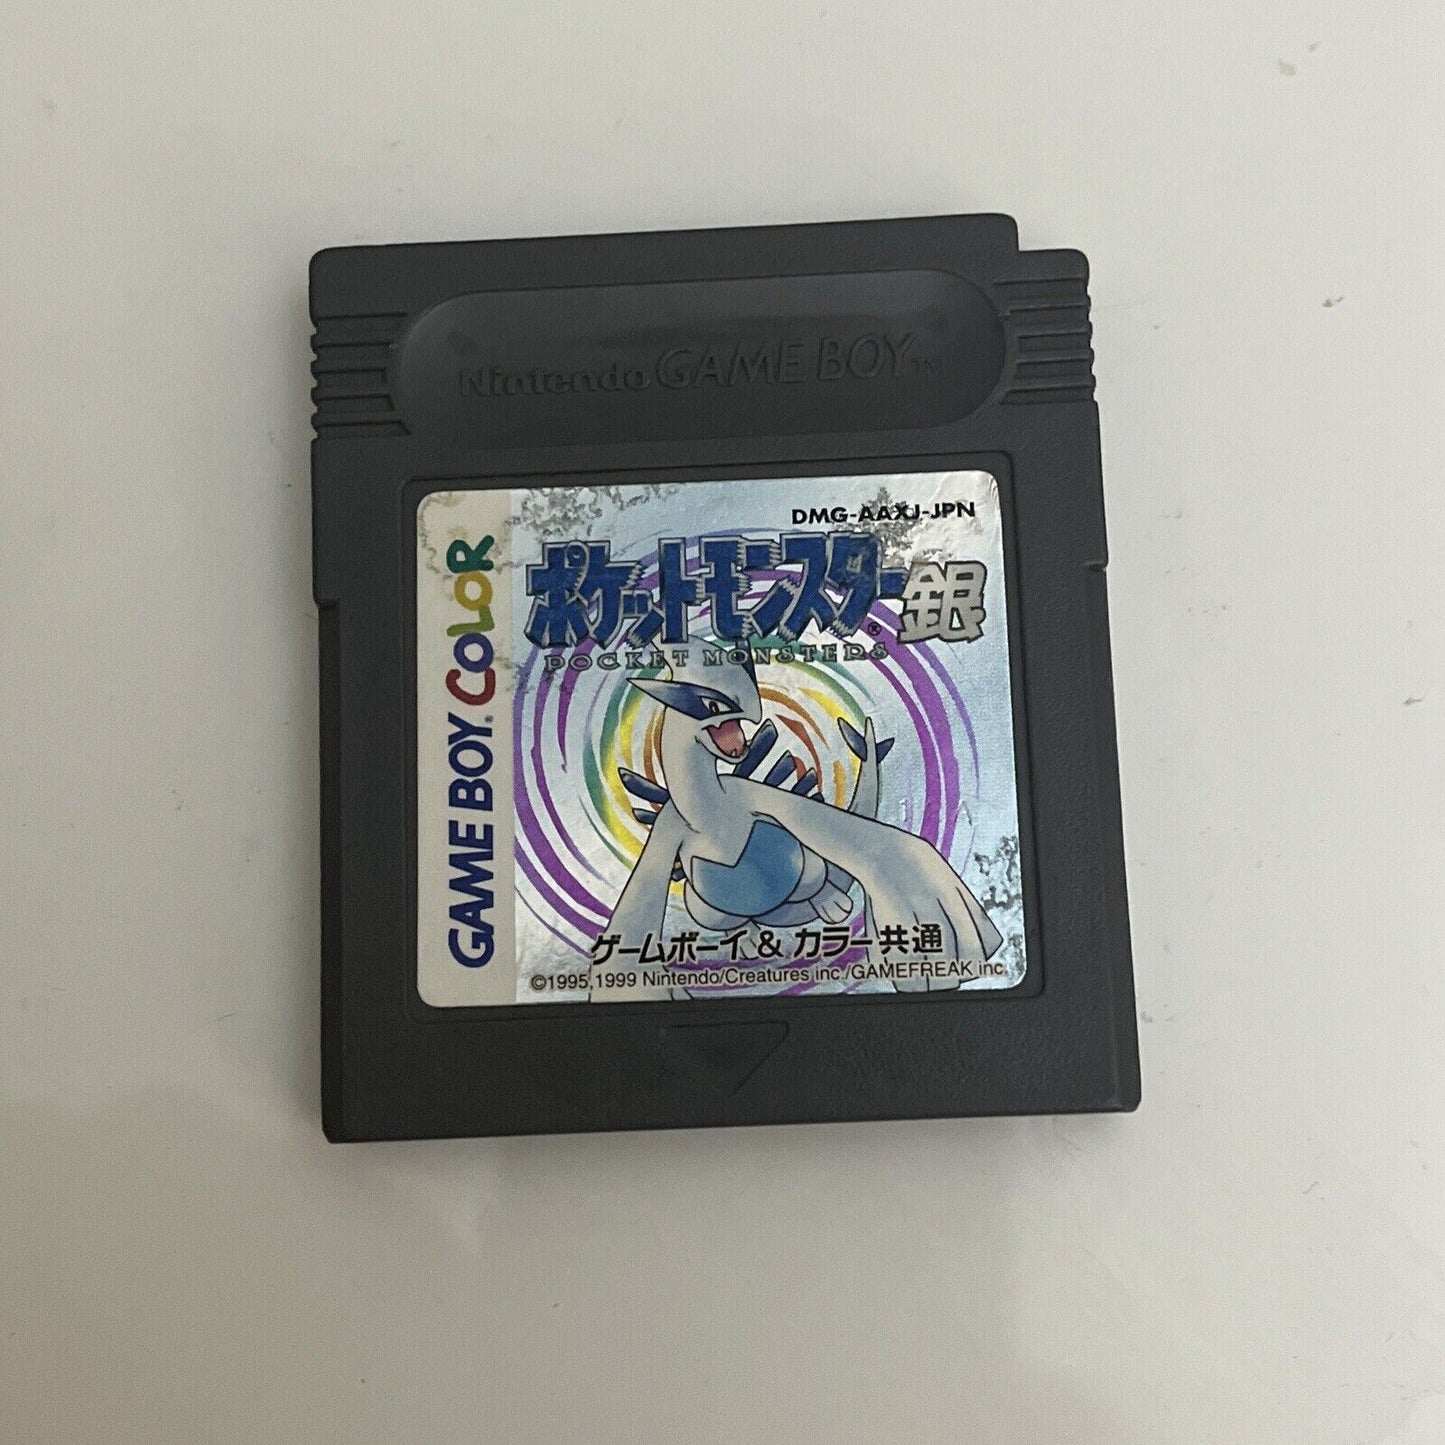 Nintendo GAME BOY™
DMG-AAXJ-JPN
ポケットモンスター銀
POCKET MONSTERS
GAME BOY COLOR
ゲームボーイ & カラー共通
©1995,1999 Nintendo/Creatures inc./GAMEFREAK inc.